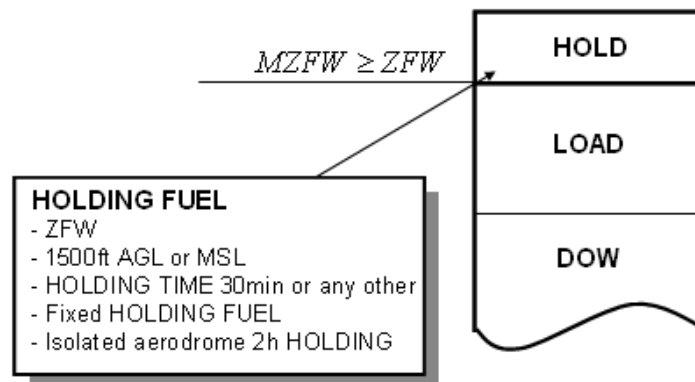 HOLD
MZFW ≥ ZFW
LOAD
HOLDING FUEL
- ZFW
- 1500ft AGL or MSL
- HOLDING TIME 30min or any other
- Fixed HOLDING FUEL
- Isolated aerodrome 2h HOLDING
DOW